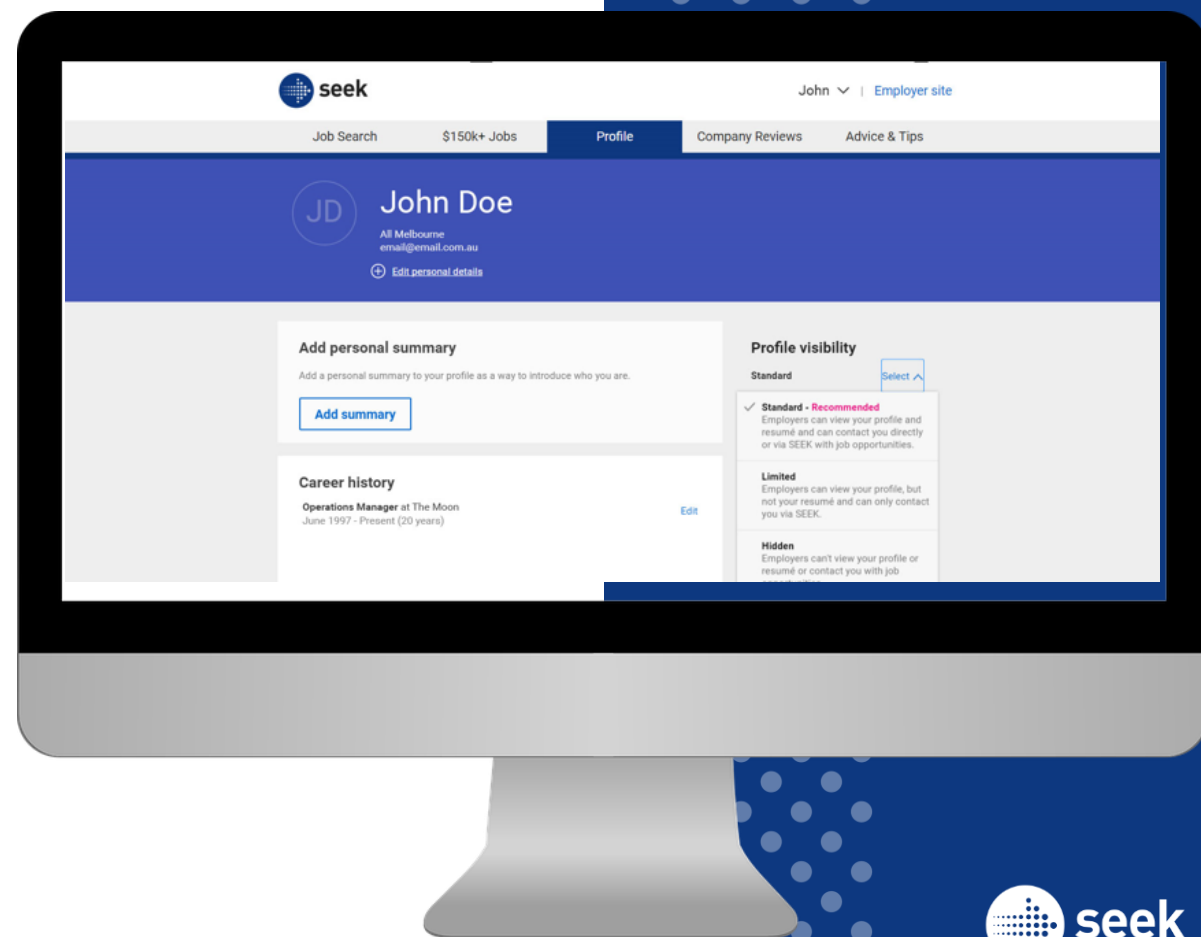 seek
John | Employer site
Job Search $150k+ Jobs Profile Company Reviews Advice & Tips
JD
John Doe
All Melbourne
email@email.com.au
Edit personal details
Add personal summary
Add a personal summary to your profile as a way to introduce who you are.
Add summary
Career history
Operations Manager at The Moon
June 1997 - Present (20 years)
Edit
Profile visibility
Standard Select
Standard - Recommended
Employers can view your profile and
resumé and can contact you directly
or via SEEK with job opportunities.
Limited
Employers can view your profile, but
not your resumé and can only contact
you via SEEK.
Hidden
Employers can't view your profile or
resumé or contact you with job
seek